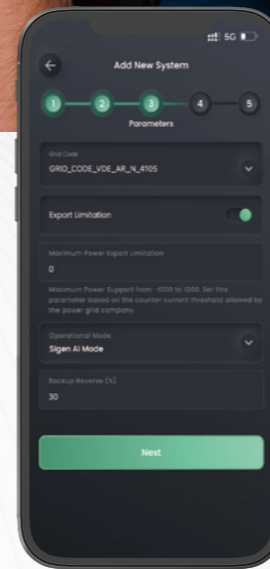 5G
Add New System
1 2 3 4 5
Parameters
Grid Code
GRID_CODE_VDE_AR_N_4105
Export Limitation
Maximum Power Export Limitation
0
Maximum Power Support from -1000 to 1000. Set this
parameter based on the counter current threshold allowed by
the power grid company.
Operational Mode
Sigen AI Mode
Backup Reverse (%)
30
Next